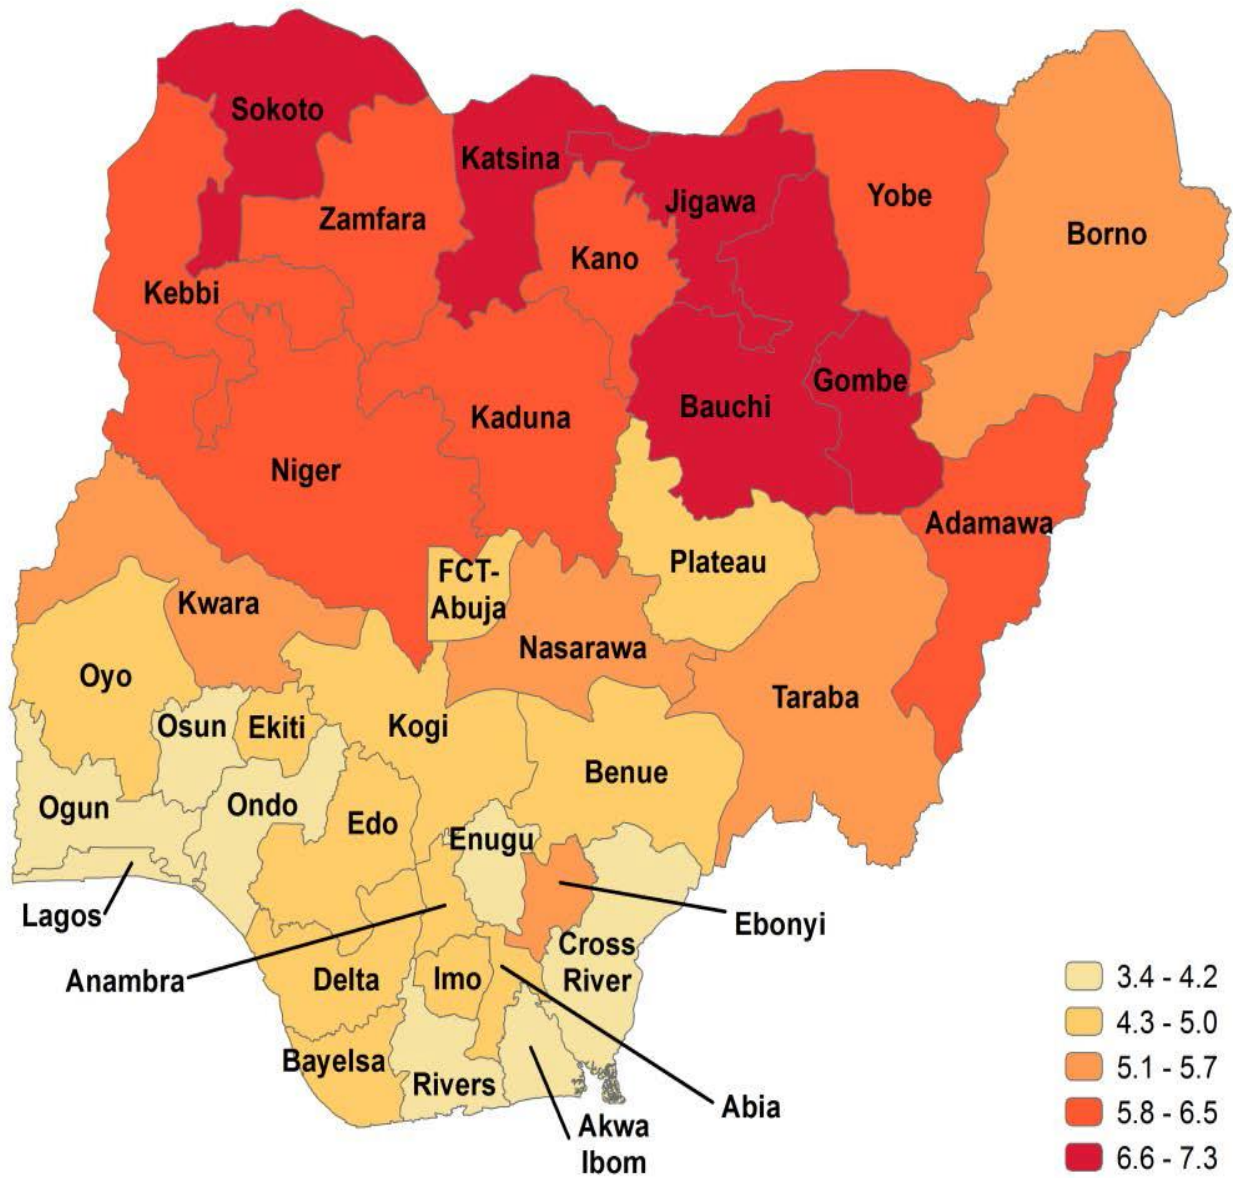 Sokoto
Katsina
Jigawa
Yobe
Zamfara
Borno
Kano
Kebbi
Gombe
Bauchi
Kaduna
Niger
Adamawa
Plateau
FCT-
Abuja
Kwara
Nasarawa
Oyo
Taraba
Osun
Ekiti
Kogi
Benue
Ogun
Ondo
Edo
Enugu
Lagos
Ebonyi
Cross
River
Anambra
Delta
Imo
Bayelsa
Rivers
Abia
Akwa
Ibom
3.4 - 4.2
4.3 - 5.0
5.1 - 5.7
5.8 - 6.5
6.6 - 7.3